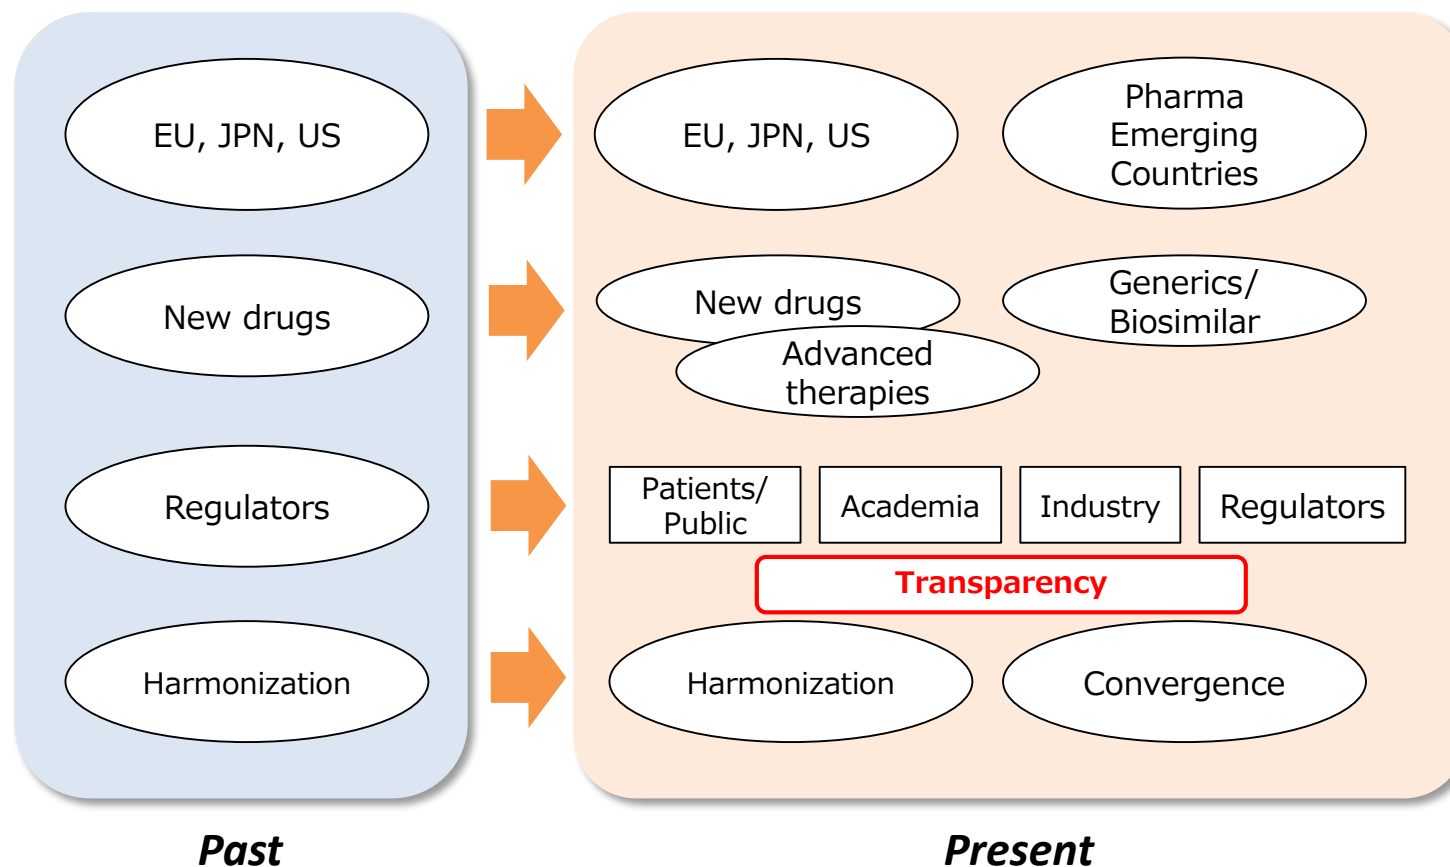 EU, JPN, US
New drugs
Regulators
Harmonization
Past
EU, JPN, US
Pharma
Emerging
Countries
New drugs
Advanced
therapies
Generics/
Biosimilar
Patients/
Public
Academia
Industry
Regulators
Transparency
Harmonization
Convergence
Present